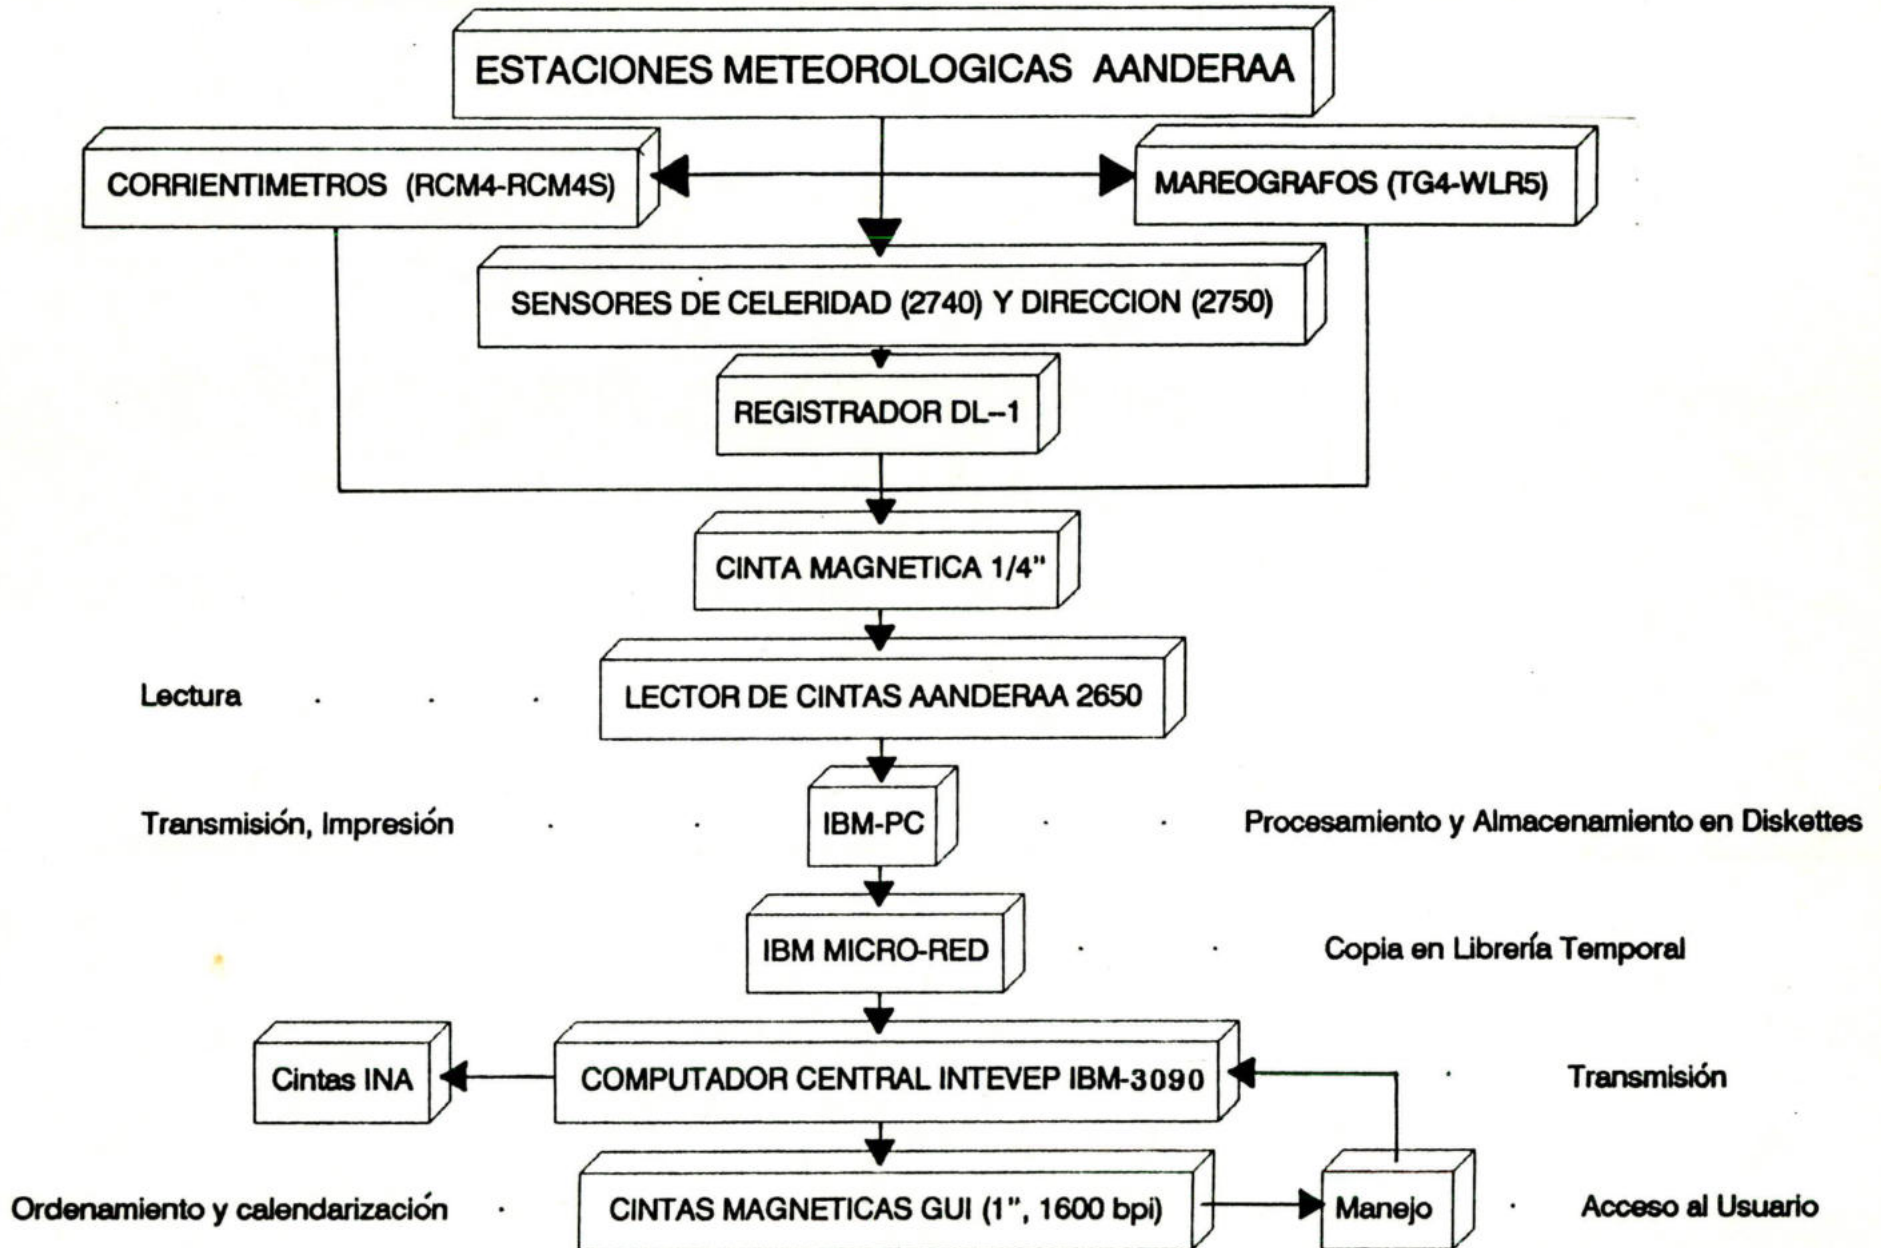 ESTACIONES METEOROLOGICAS AANDERAA
CORRIENTIMETROS (RCM4-RCM4S)
MAREOGRAFOS (TG4-WLR5)
SENSORES DE CELERIDAD (2740) Y DIRECCION (2750)
REGISTRADOR DL--1
CINTA MAGNETICA 1/4"
Lectura . . . LECTOR DE CINTAS AANDERAA 2650
Transmisión, Impresión . . IBM-PC . . Procesamiento y Almacenamiento en Diskettes
IBM MICRO-RED . . Copia en Librería Temporal
Cintas INA COMPUTADOR CENTRAL INTEVEP IBM-3090 . Transmisión
Ordenamiento y calendarización . CINTAS MAGNETICAS GUI (1", 1600 bpi) Manejo . Acceso al Usuario